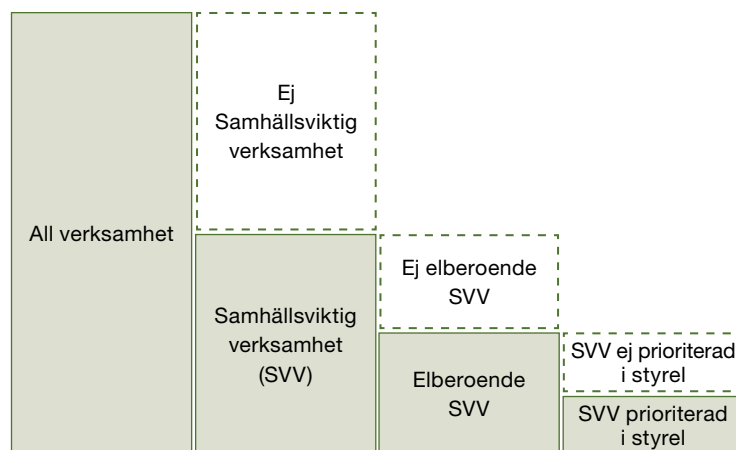 All verksamhet
Ej
Samhällsviktig
verksamhet
Samhällsviktig
verksamhet
(SVV)
Ej elberoende
SVV
Elberoende
SVV
SVV ej prioriterad
i styrel
SVV prioriterad
i styrel